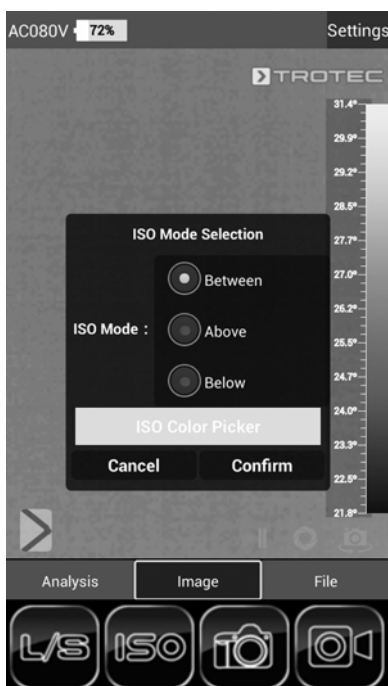 AC080V 72% Settings
TROTEC
31.4°
29.9°
29.2°
28.5°
ISO Mode Selection
27.7°
Between
27.0°
26.2°
ISO Mode : Above
25.5°
Below
24.7°
24.0°
ISO Color Picker
23.3°
Cancel Confirm
22.5°
21.8°
Analysis Image File
L/S ISO